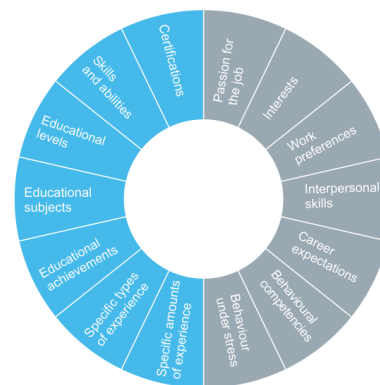 Passion for
the job
Interests
Work
preferences
Interpersonal
skills
Career
expectations
Behavioural
competencies
Behaviour
under stress
Specific amounts
of experience
Specific types
of experience
Educational
achievements
Educational
subjects
Educational
levels
Skills
and abilities
Certifications